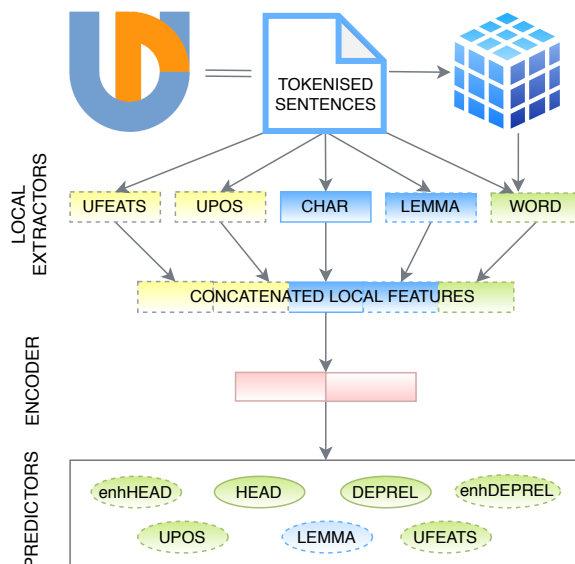 UD
TOKENISED
SENTENCES
LOCAL
EXTRACTORS
UFEATS
UPOS
CHAR
LEMMA
WORD
CONCATENATED LOCAL FEATURES
ENCODER
PREDICTORS
enhHEAD
HEAD
DEPREL
enhDEPREL
UPOS
LEMMA
UFEATS